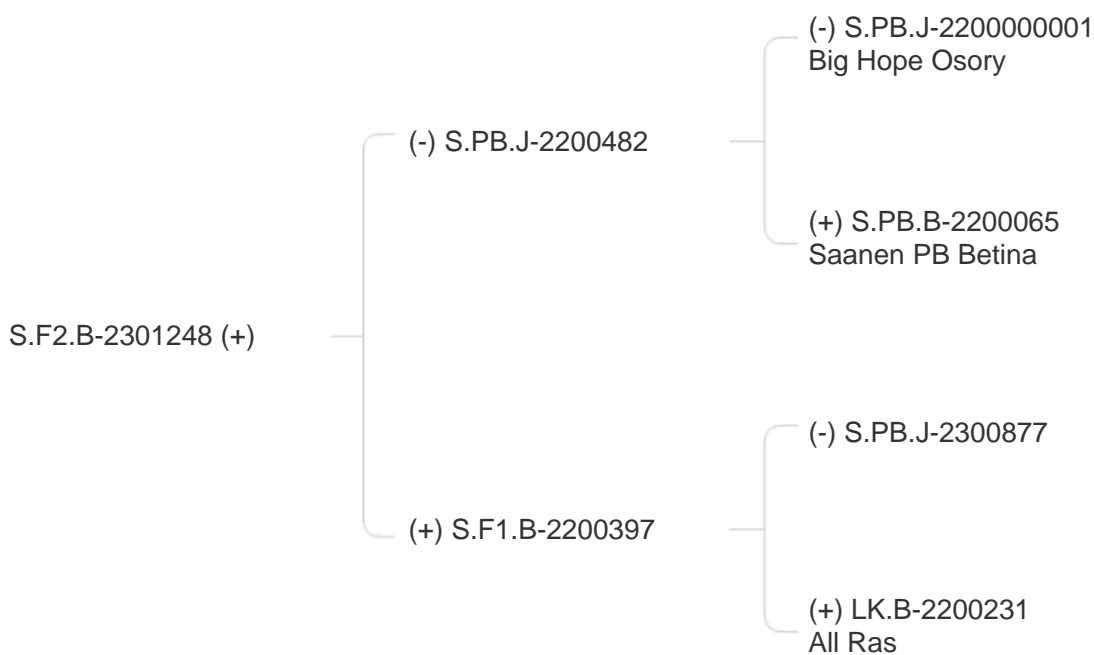 (-) S.PB.J-2200000001
Big Hope Osory
(-) S.PB.J-2200482
(+) S.PB.B-2200065
Saanen PB Betina
S.F2.B-2301248 (+)
(-) S.PB.J-2300877
(+) S.F1.B-2200397
(+) LK.B-2200231
All Ras